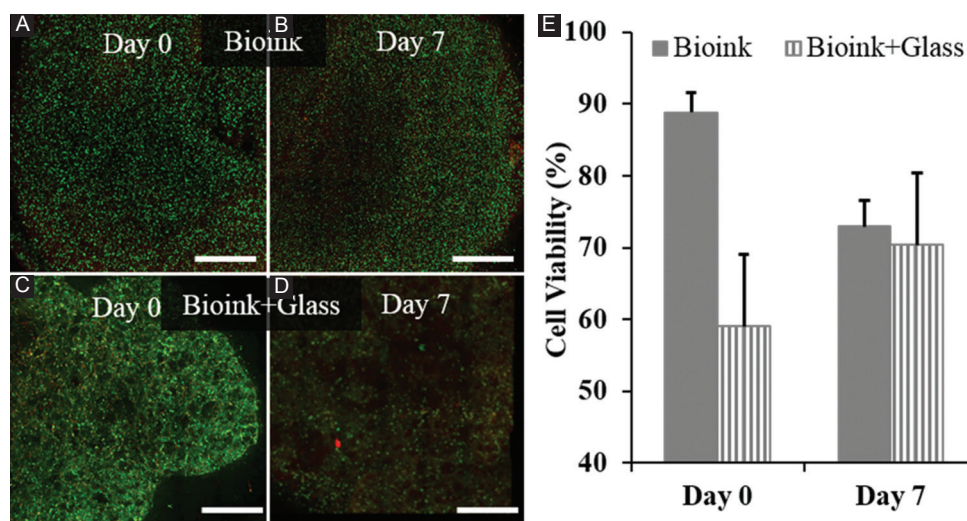 A
Day 0
Bioink
B
Day 7
C
Day 0
Bioink+Glass
D
Day 7
E
100
Bioink
Bioink+Glass
90
80
70
60
50
40
Cell Viability (%)
Day 0
Day 7